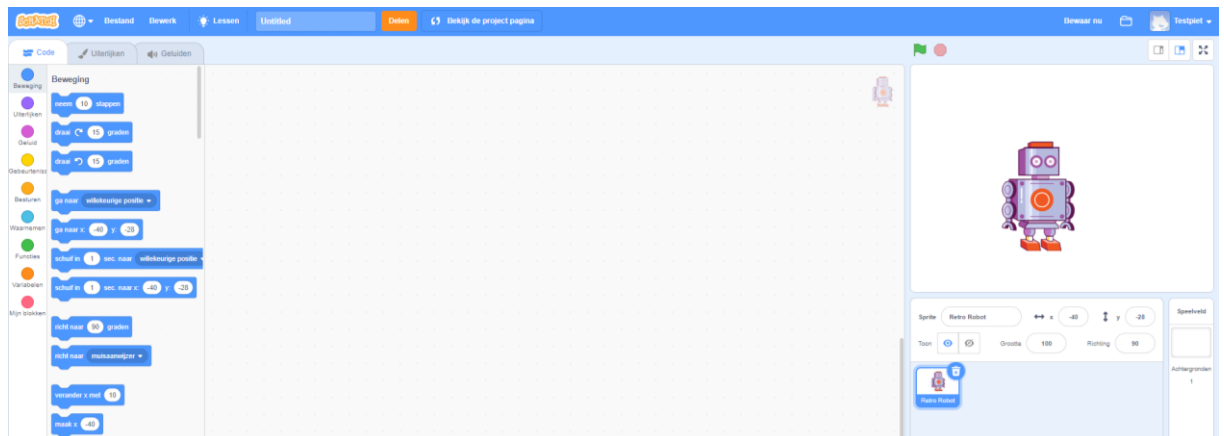 SCRATCH Bestand Bewerk Lessen Untitled Delen Bekijk de project pagina Bewaar nu Testpiet
Code Uiterlijken Geluiden
Beweging
Uiterlijken
Geluid
Gebeurteniss
Besturen
Waarnemen
Functies
Variabelen
Mijn blokken
Beweging
neem 10 stappen
draai 15 graden
draai 15 graden
ga naar willekeurige positie
ga naar x: -40 y: -28
schuif in 1 sec. naar willekeurige positie
schuif in 1 sec. naar x: -40 y: -28
richt naar 90 graden
richt naar muisaanwijzer
verander x met 10
maak x -40
Sprite Retro Robot x -40 y -28
Toon Grootte 100 Richting 90
Retro Robot
Speelveld
Achtergronden
1